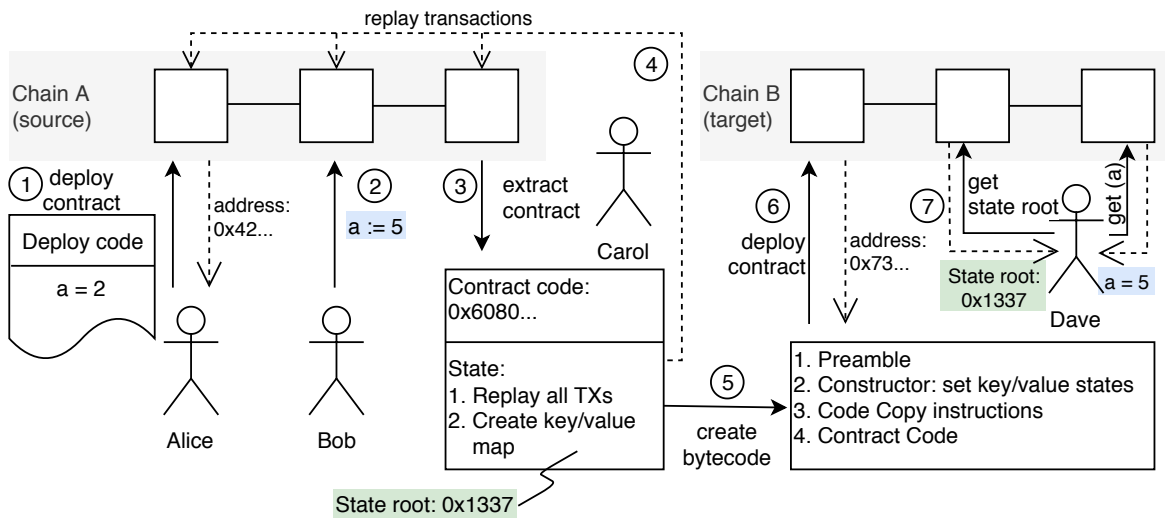 replay transactions
Chain A
(source)
4
Chain B
(target)
1
deploy
contract
address:
0x42...
2
a := 5
3
extract
contract
Carol
6
deploy
contract
address:
0x73...
7
get
state root
get (a)
State root:
0x1337
a = 5
Dave
Deploy code
a = 2
Alice
Bob
Contract code:
0x6080...
State:
1. Replay all TXs
2. Create key/value
map
State root: 0x1337
5
create
bytecode
1. Preamble
2. Constructor: set key/value states
3. Code Copy instructions
4. Contract Code